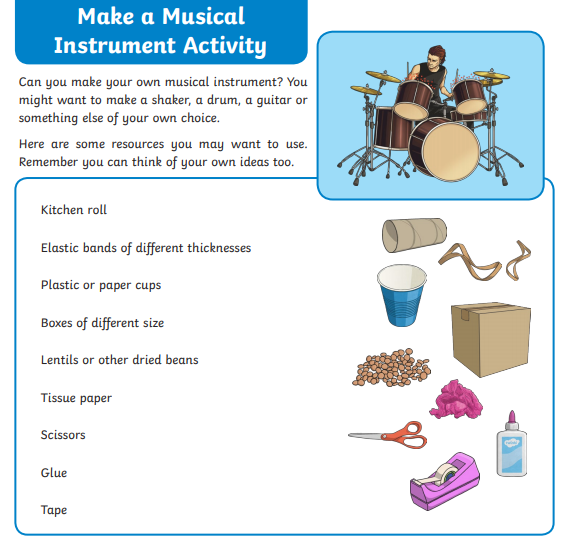 Make a Musical
Instrument Activity
Can you make your own musical instrument? You
might want to make a shaker, a drum, a guitar or
something else of your own choice.
Here are some resources you may want to use.
Remember you can think of your own ideas too.
Kitchen roll
Elastic bands of different thicknesses
Plastic or paper cups
Boxes of different size
Lentils or other dried beans
Tissue paper
Scissors
Glue
Tape